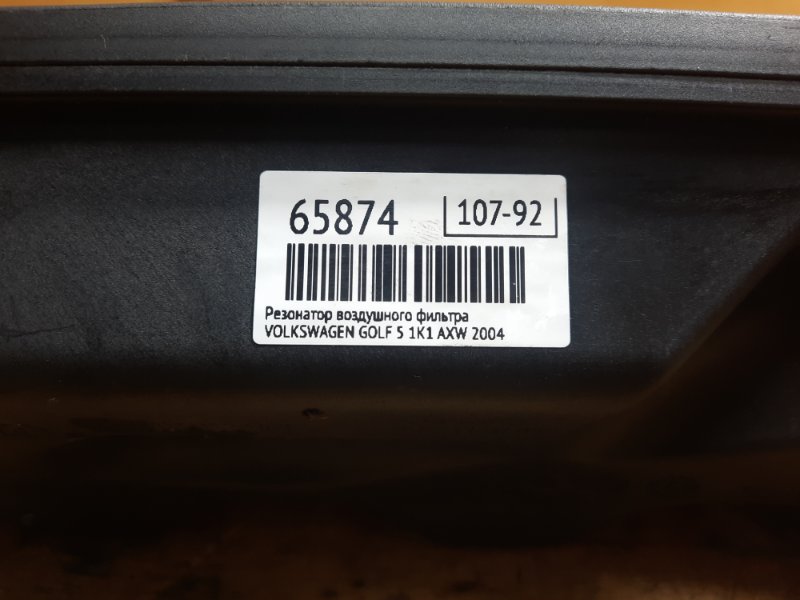 65874 107-92
Резонатор воздушного фильтра
VOLKSWAGEN GOLF 5 1K1 AXW 2004